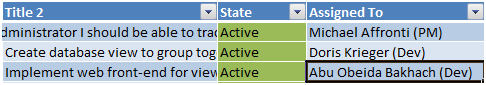 Title 2 State Assigned To
dministrator I should be able to trac Active Michael Affronti (PM)
Create database view to group tog Active Doris Krieger (Dev)
Implement web front-end for view Active Abu Obeida Bakhach (Dev)